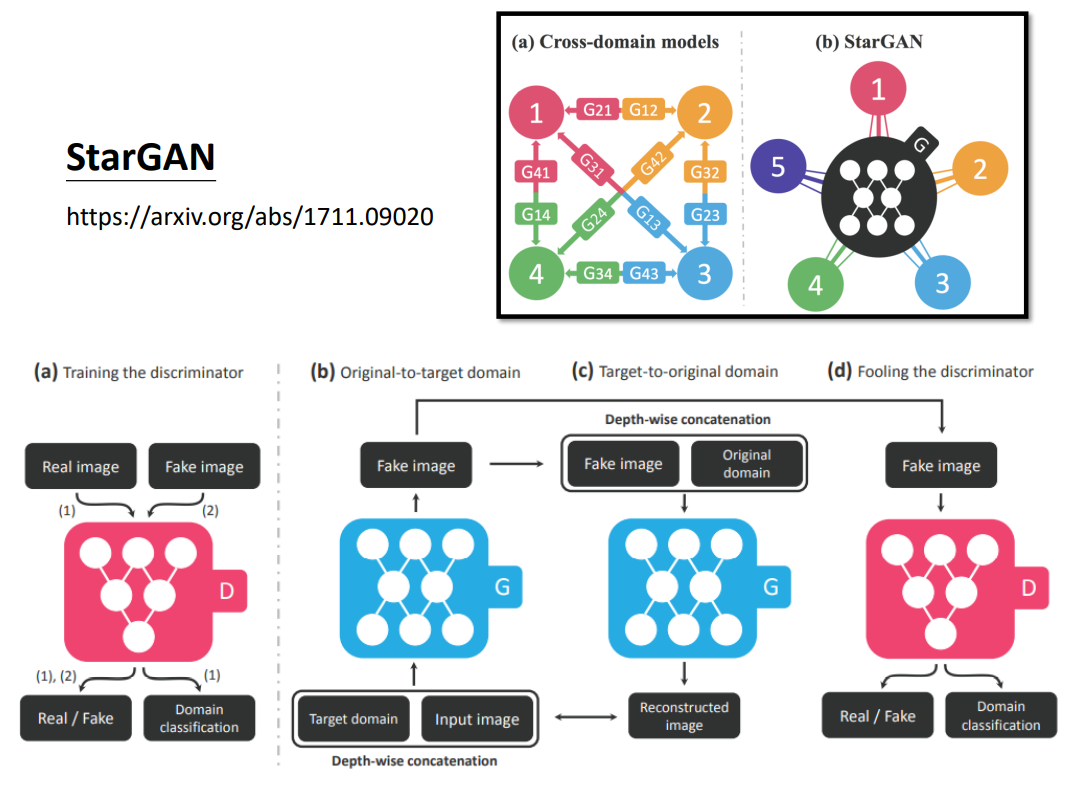 StarGAN
https://arxiv.org/abs/1711.09020
(a) Cross-domain models
(b) StarGAN
1
G21
G12
2
G41
G31
G42
G32
G14
G24
G13
G23
4
G34
G43
3
1
G
5
2
4
3
(a) Training the discriminator
(b) Original-to-target domain
(c) Target-to-original domain
(d) Fooling the discriminator
Real image
Fake image
(1)
(2)
D
(1), (2)
(1)
Real / Fake
Domain
classification
Fake image
G
Target domain
Input image
Depth-wise concatenation
Depth-wise concatenation
Fake image
Original
domain
G
Reconstructed
image
Fake image
D
Real / Fake
Domain
classification